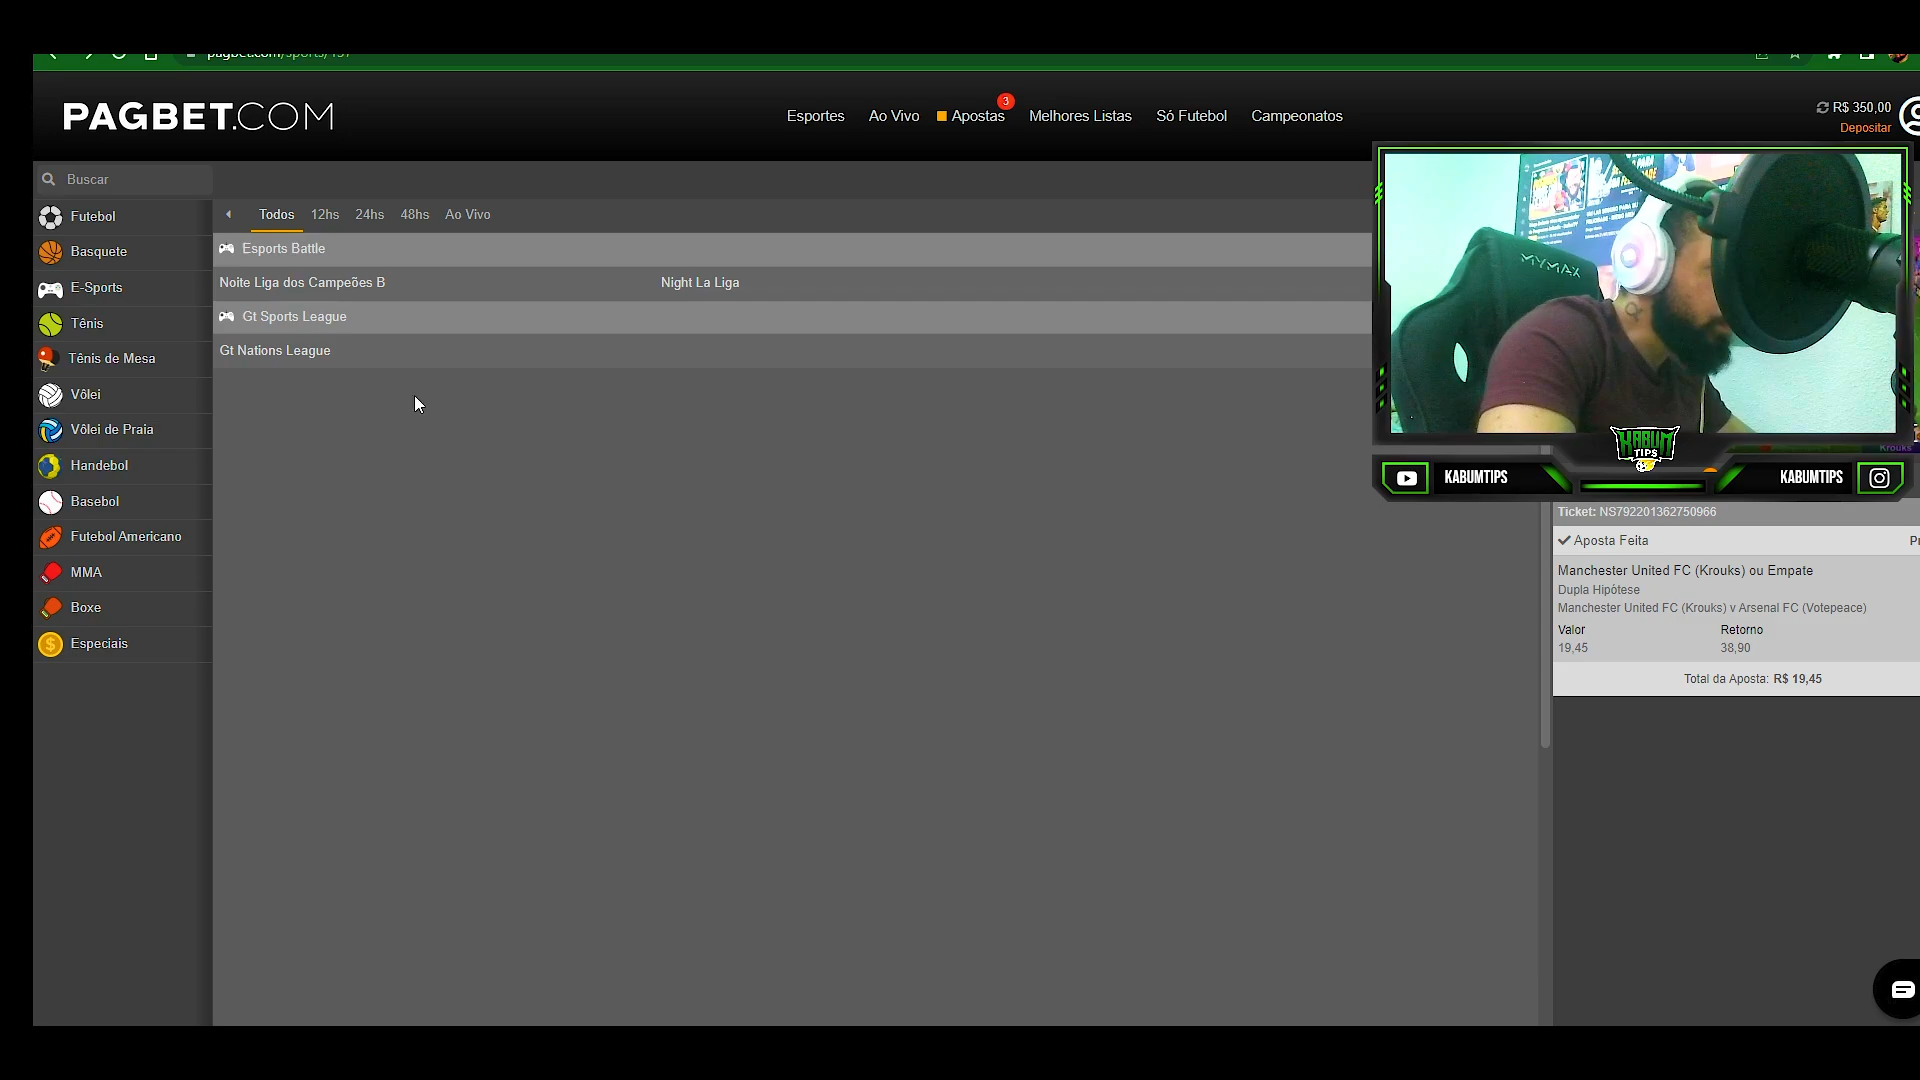 PAGBET.COM
Esportes
Ao Vivo
Apostas
3
Melhores Listas
Só Futebol
Campeonatos
R$ 350,00
Depositar
Buscar
Futebol
Basquete
E-Sports
Tênis
Tênis de Mesa
Vôlei
Vôlei de Praia
Handebol
Basebol
Futebol Americano
MMA
Boxe
Especiais
Todos
12hs
24hs
48hs
Ao Vivo
Esports Battle
Noite Liga dos Campeões B
Night La Liga
Gt Sports League
Gt Nations League
MYMAX
KABUM
TIPS
KABUMTIPS
KABUMTIPS
Krouks
Ticket: NS792201362750966
Aposta Feita
Manchester United FC (Krouks) ou Empate
Dupla Hipótese
Manchester United FC (Krouks) v Arsenal FC (Votepeace)
Valor
Retorno
19,45
38,90
Total da Aposta: R$ 19,45